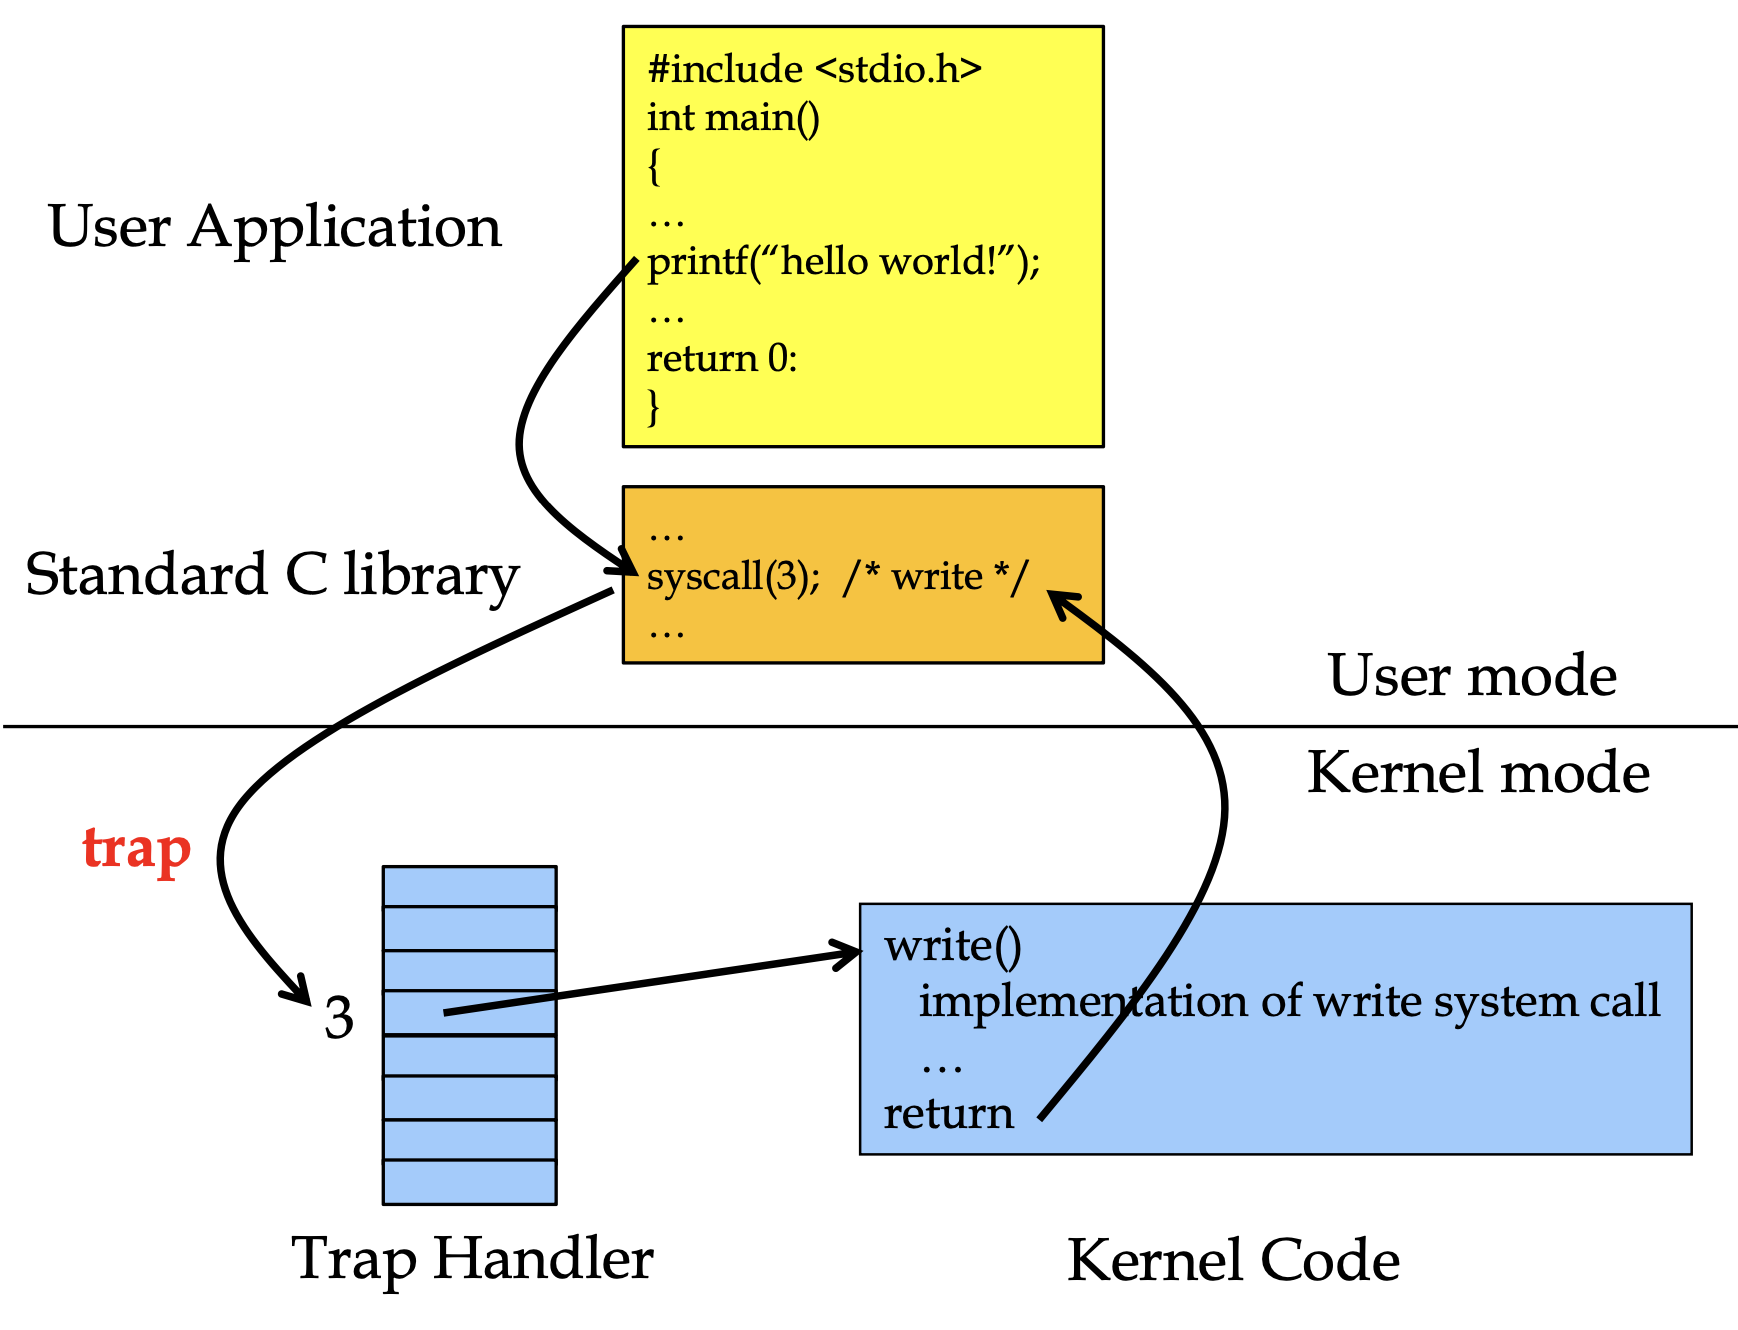 #include <stdio.h>
int main()
{
…
User Application
printf(“hello world!”);
…
return 0:
}
…
Standard C library
syscall(3);  /* write */
…
User mode
Kernel mode
trap
3
write()
implementation of write system call
…
return
Trap Handler
Kernel Code